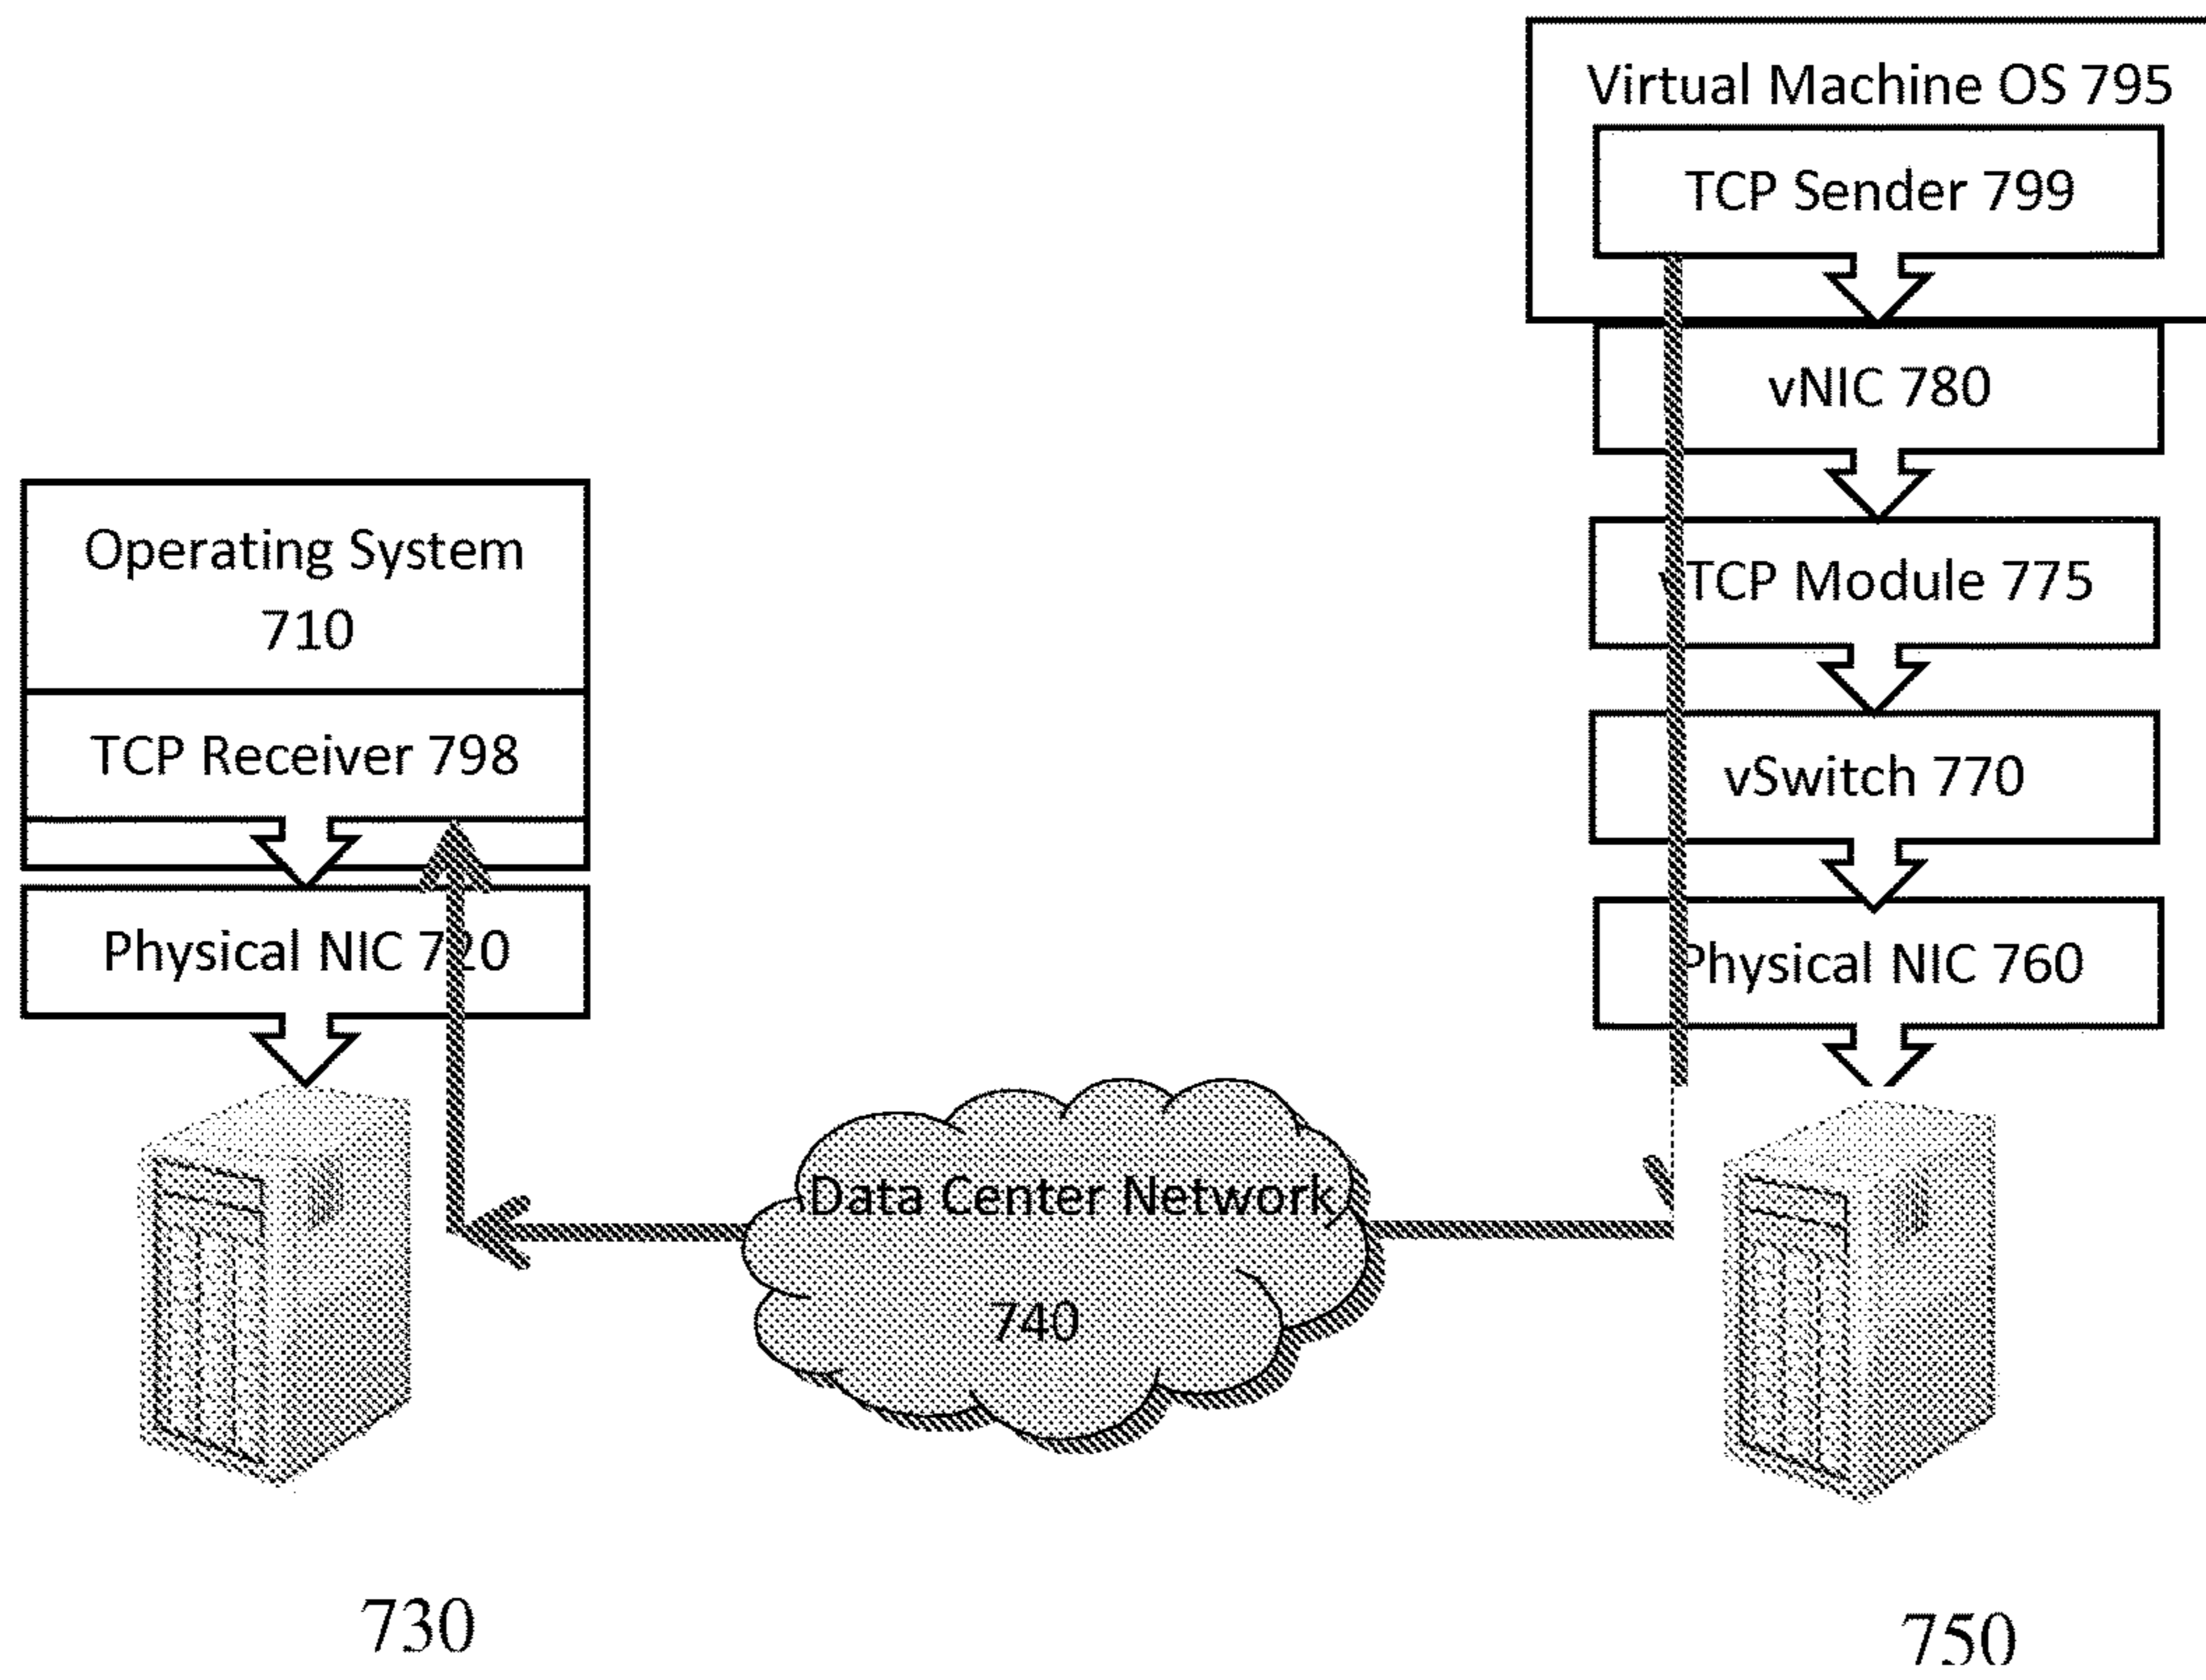 Virtual Machine OS 795
TCP Sender 799
vNIC 780
TCP Module 775
vSwitch 770
Physical NIC 760
Operating System
710
TCP Receiver 798
Physical NIC 720
Data Center Network
740
730
750